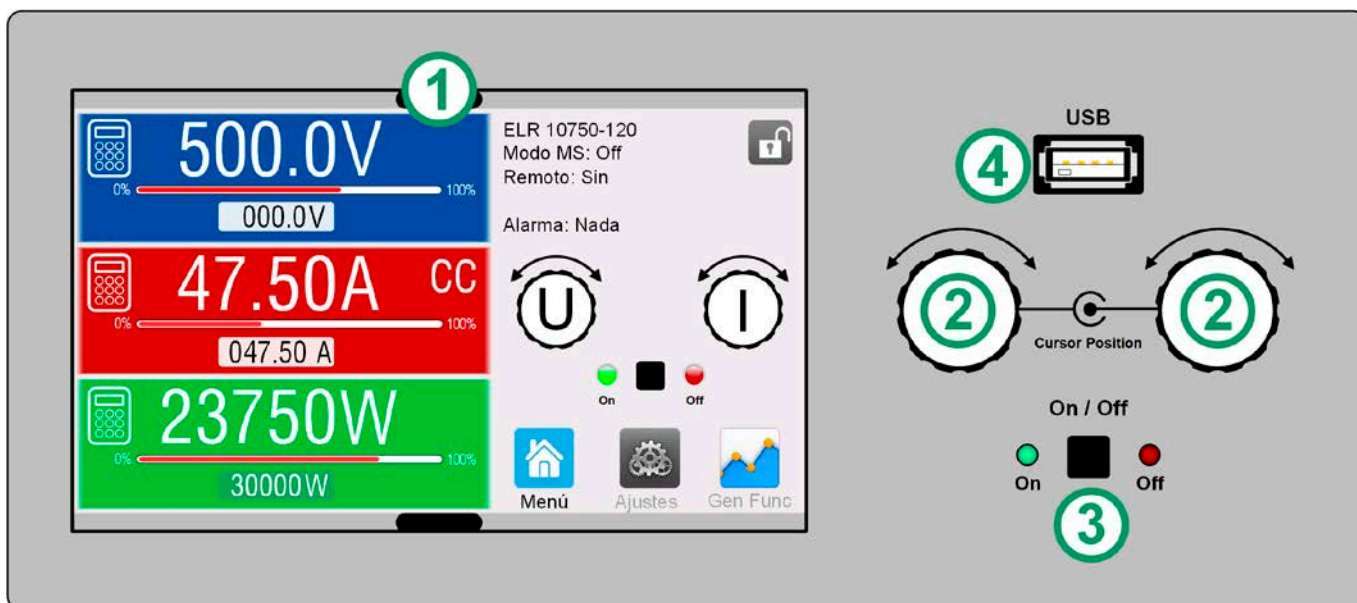 1
500.0V
0% 100%
000.0V
47.50A CC
0% 100%
047.50 A
23750W
0% 100%
30000W
ELR 10750-120
Modo MS: Off
Remoto: Sin
Alarma: Nada
U I
On Off
Menú Ajustes Gen Func
USB
4
2 2
Cursor Position
On / Off
On Off
3